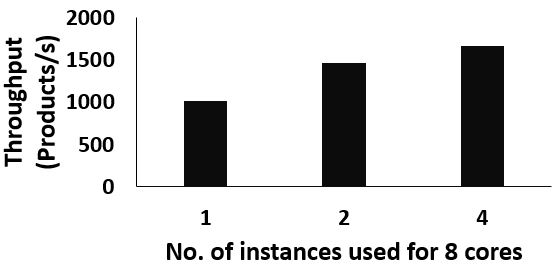 Throughput
(Products/s)
2000
1500
1000
500
0
1 2 4
No. of instances used for 8 cores